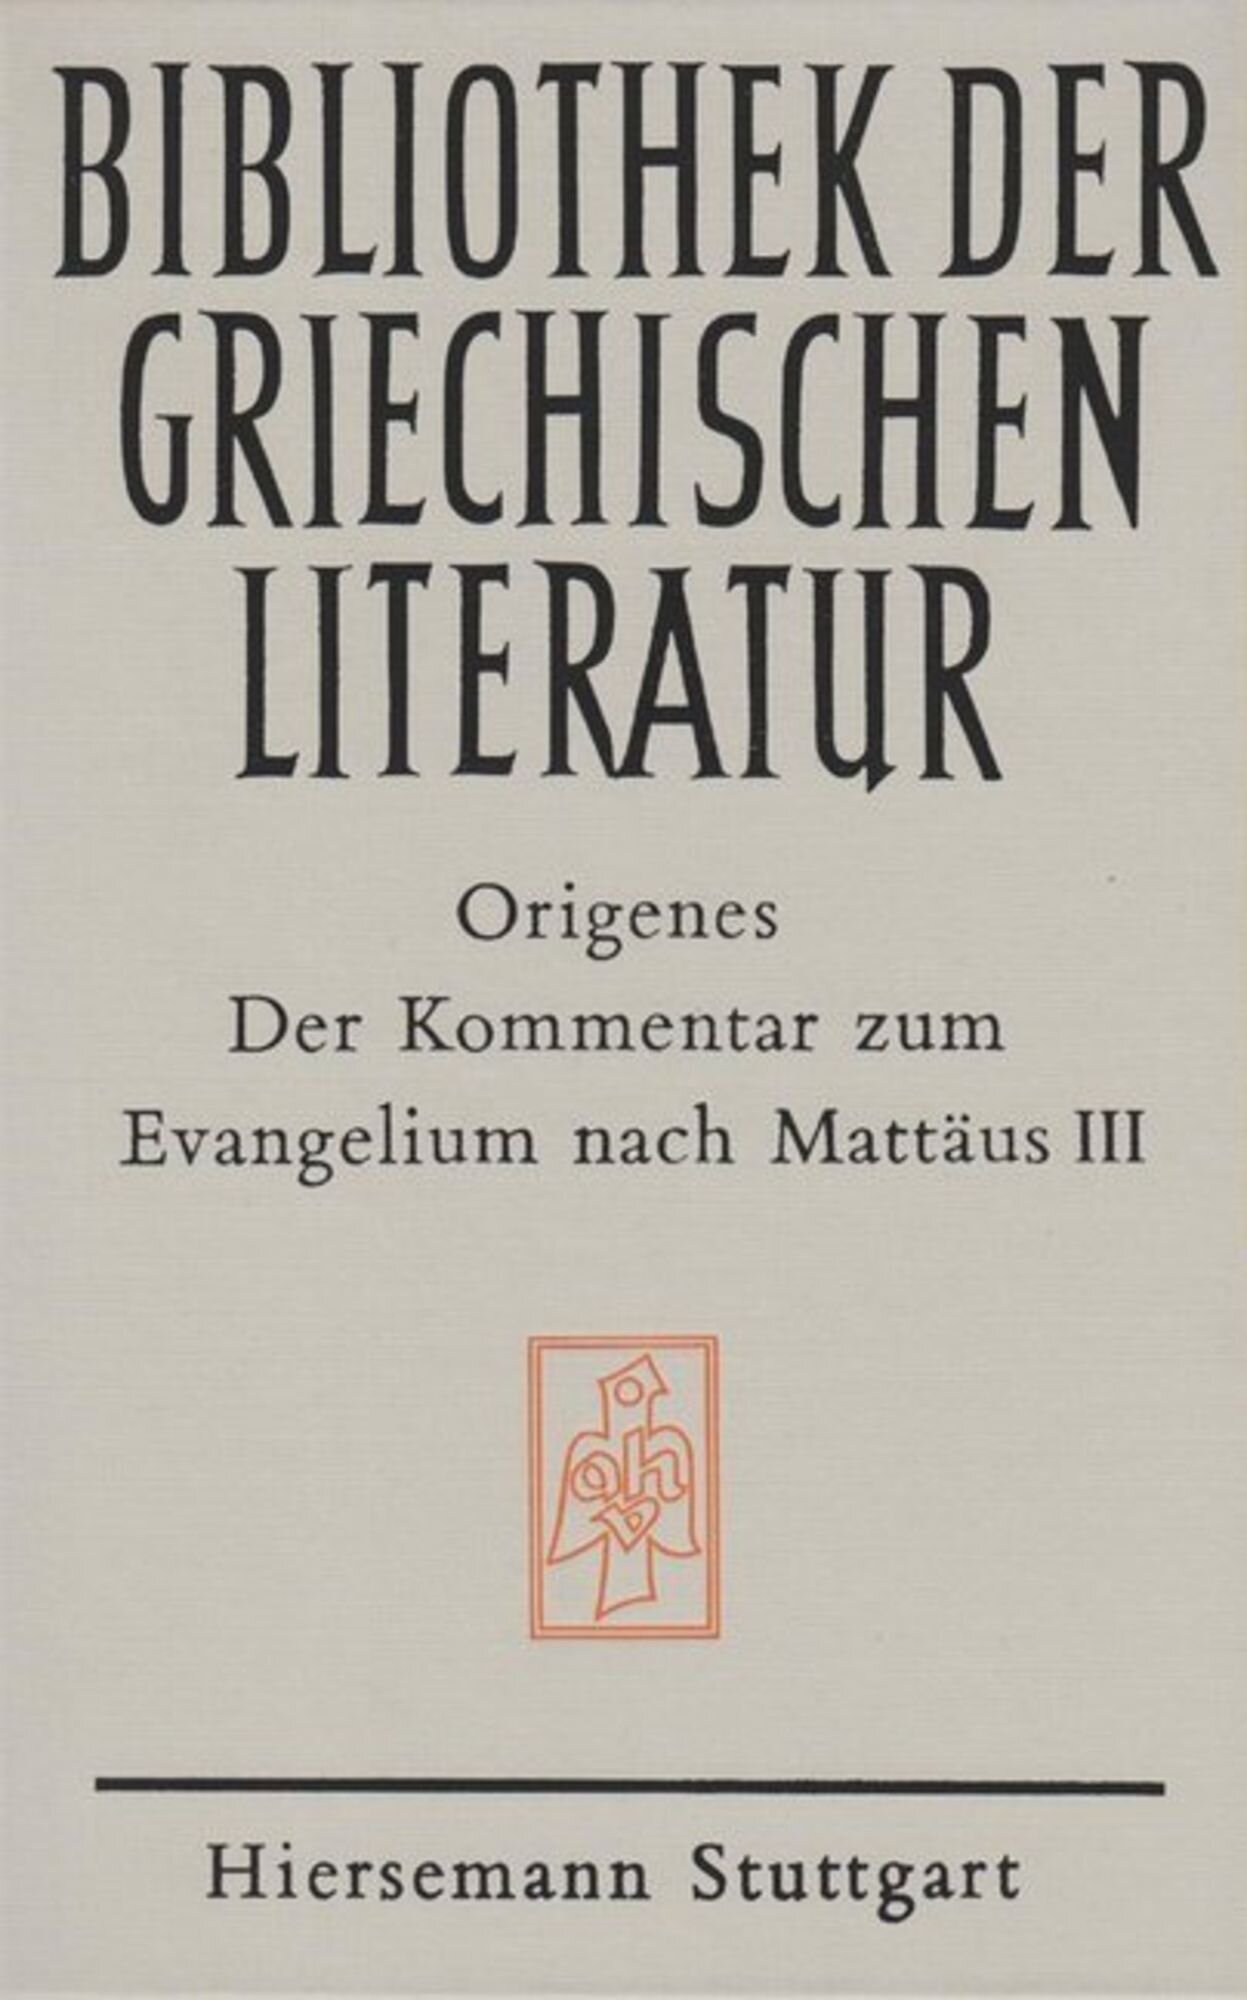 BIBLIOTHEK DER
GRIECHISCHEN
LITERATUR
Origenes
Der Kommentar zum
Evangelium nach Mattäus III
Hiersemann Stuttgart